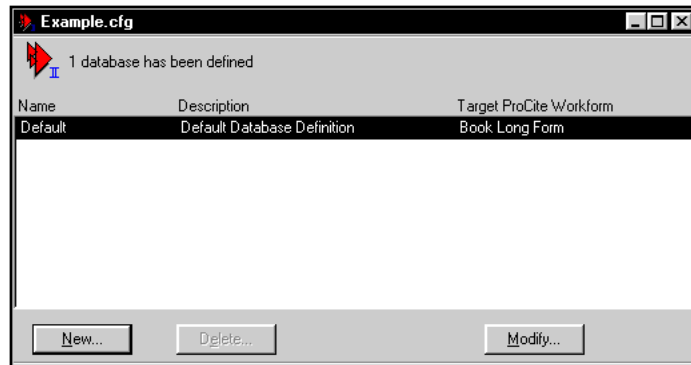 Example.cfg
II 1 database has been defined
Name Description Target ProCite Workform
Default Default Database Definition Book Long Form
New... Delete... Modify...